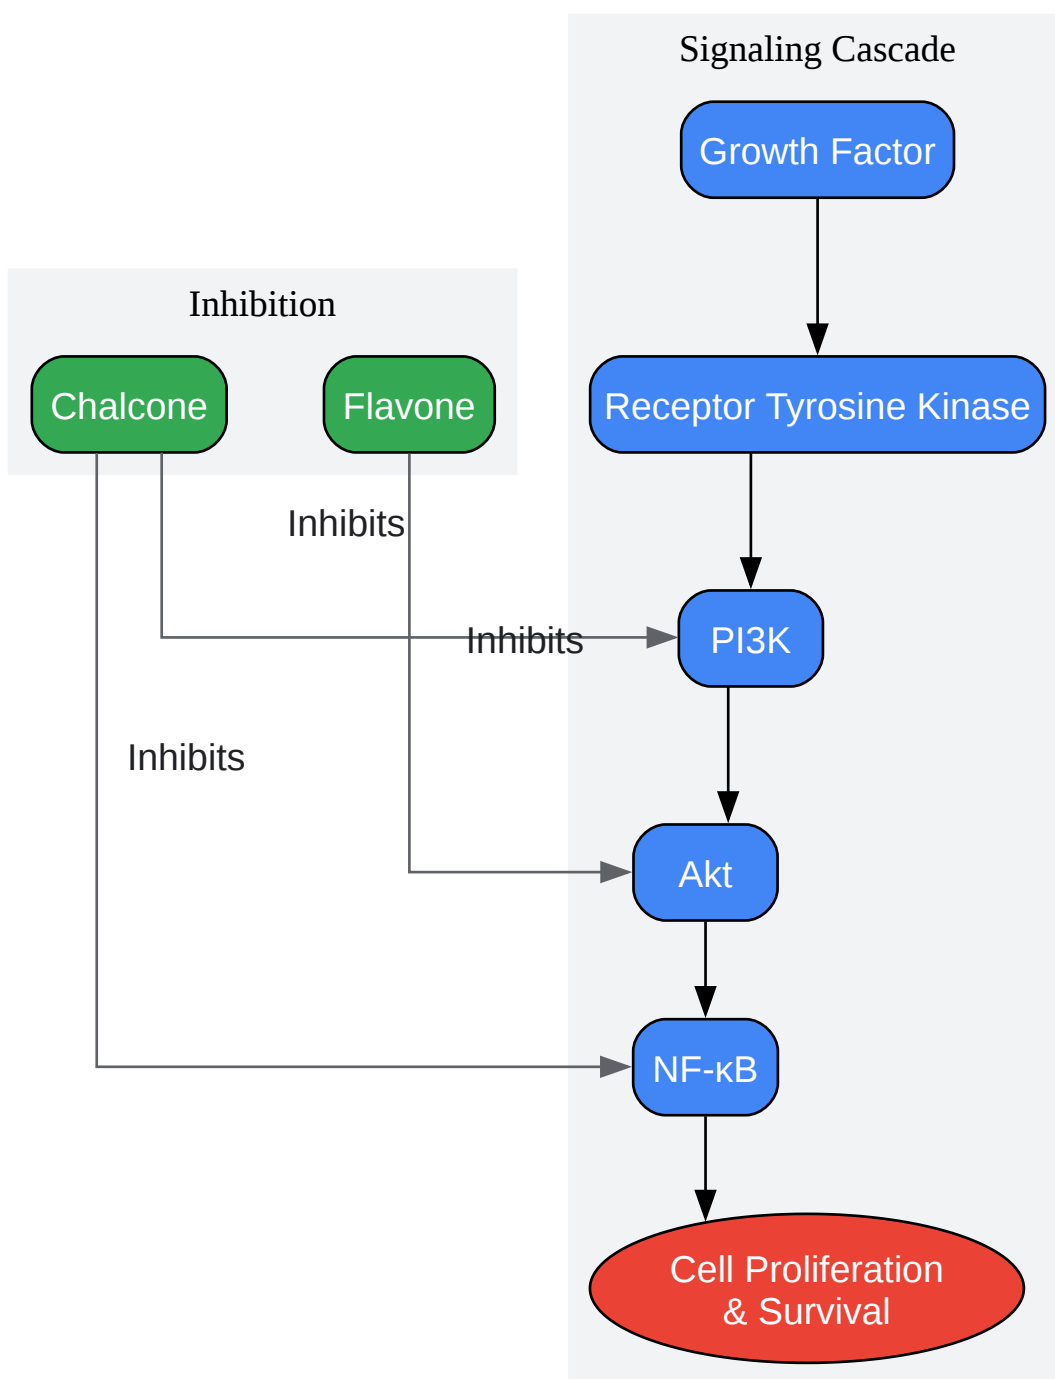 Signaling Cascade
Growth Factor
Inhibition
Chalcone
Flavone
Receptor Tyrosine Kinase
Inhibits
Inhibits
PI3K
Inhibits
Akt
NF-κB
Cell Proliferation
& Survival